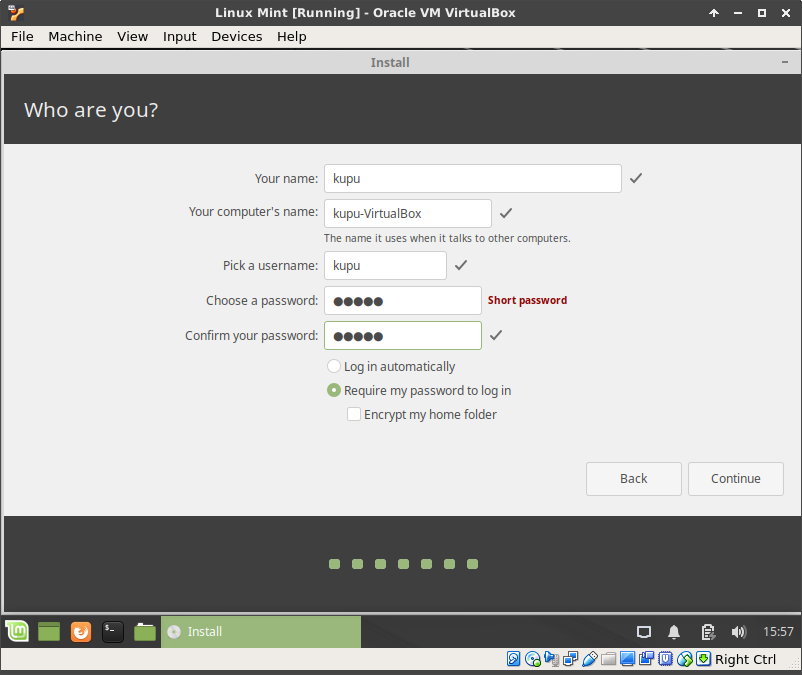 Linux Mint [Running] - Oracle VM VirtualBox
File Machine View Input Devices Help
Install
Who are you?
Your name: kupu
Your computer's name: kupu-VirtualBox
The name it uses when it talks to other computers.
Pick a username: kupu
Choose a password: ●●●●● Short password
Confirm your password: ●●●●●
Log in automatically
Require my password to log in
Encrypt my home folder
Back Continue
$_ Install 15:57
Right Ctrl